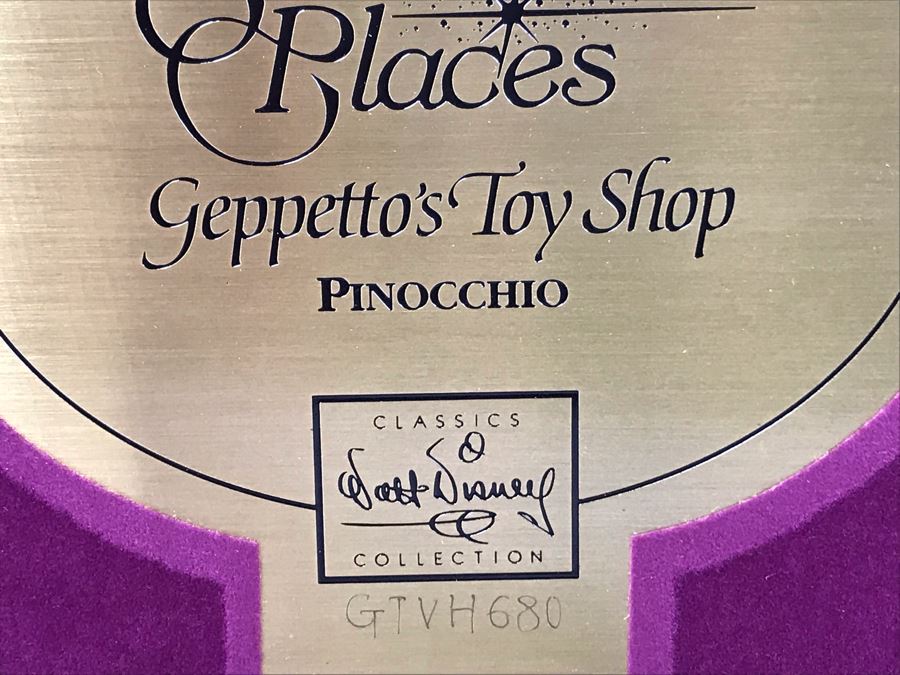 Places
Geppetto's Toy Shop
PINOCCHIO
CLASSICS
Walt Disney
COLLECTION
GTVH680